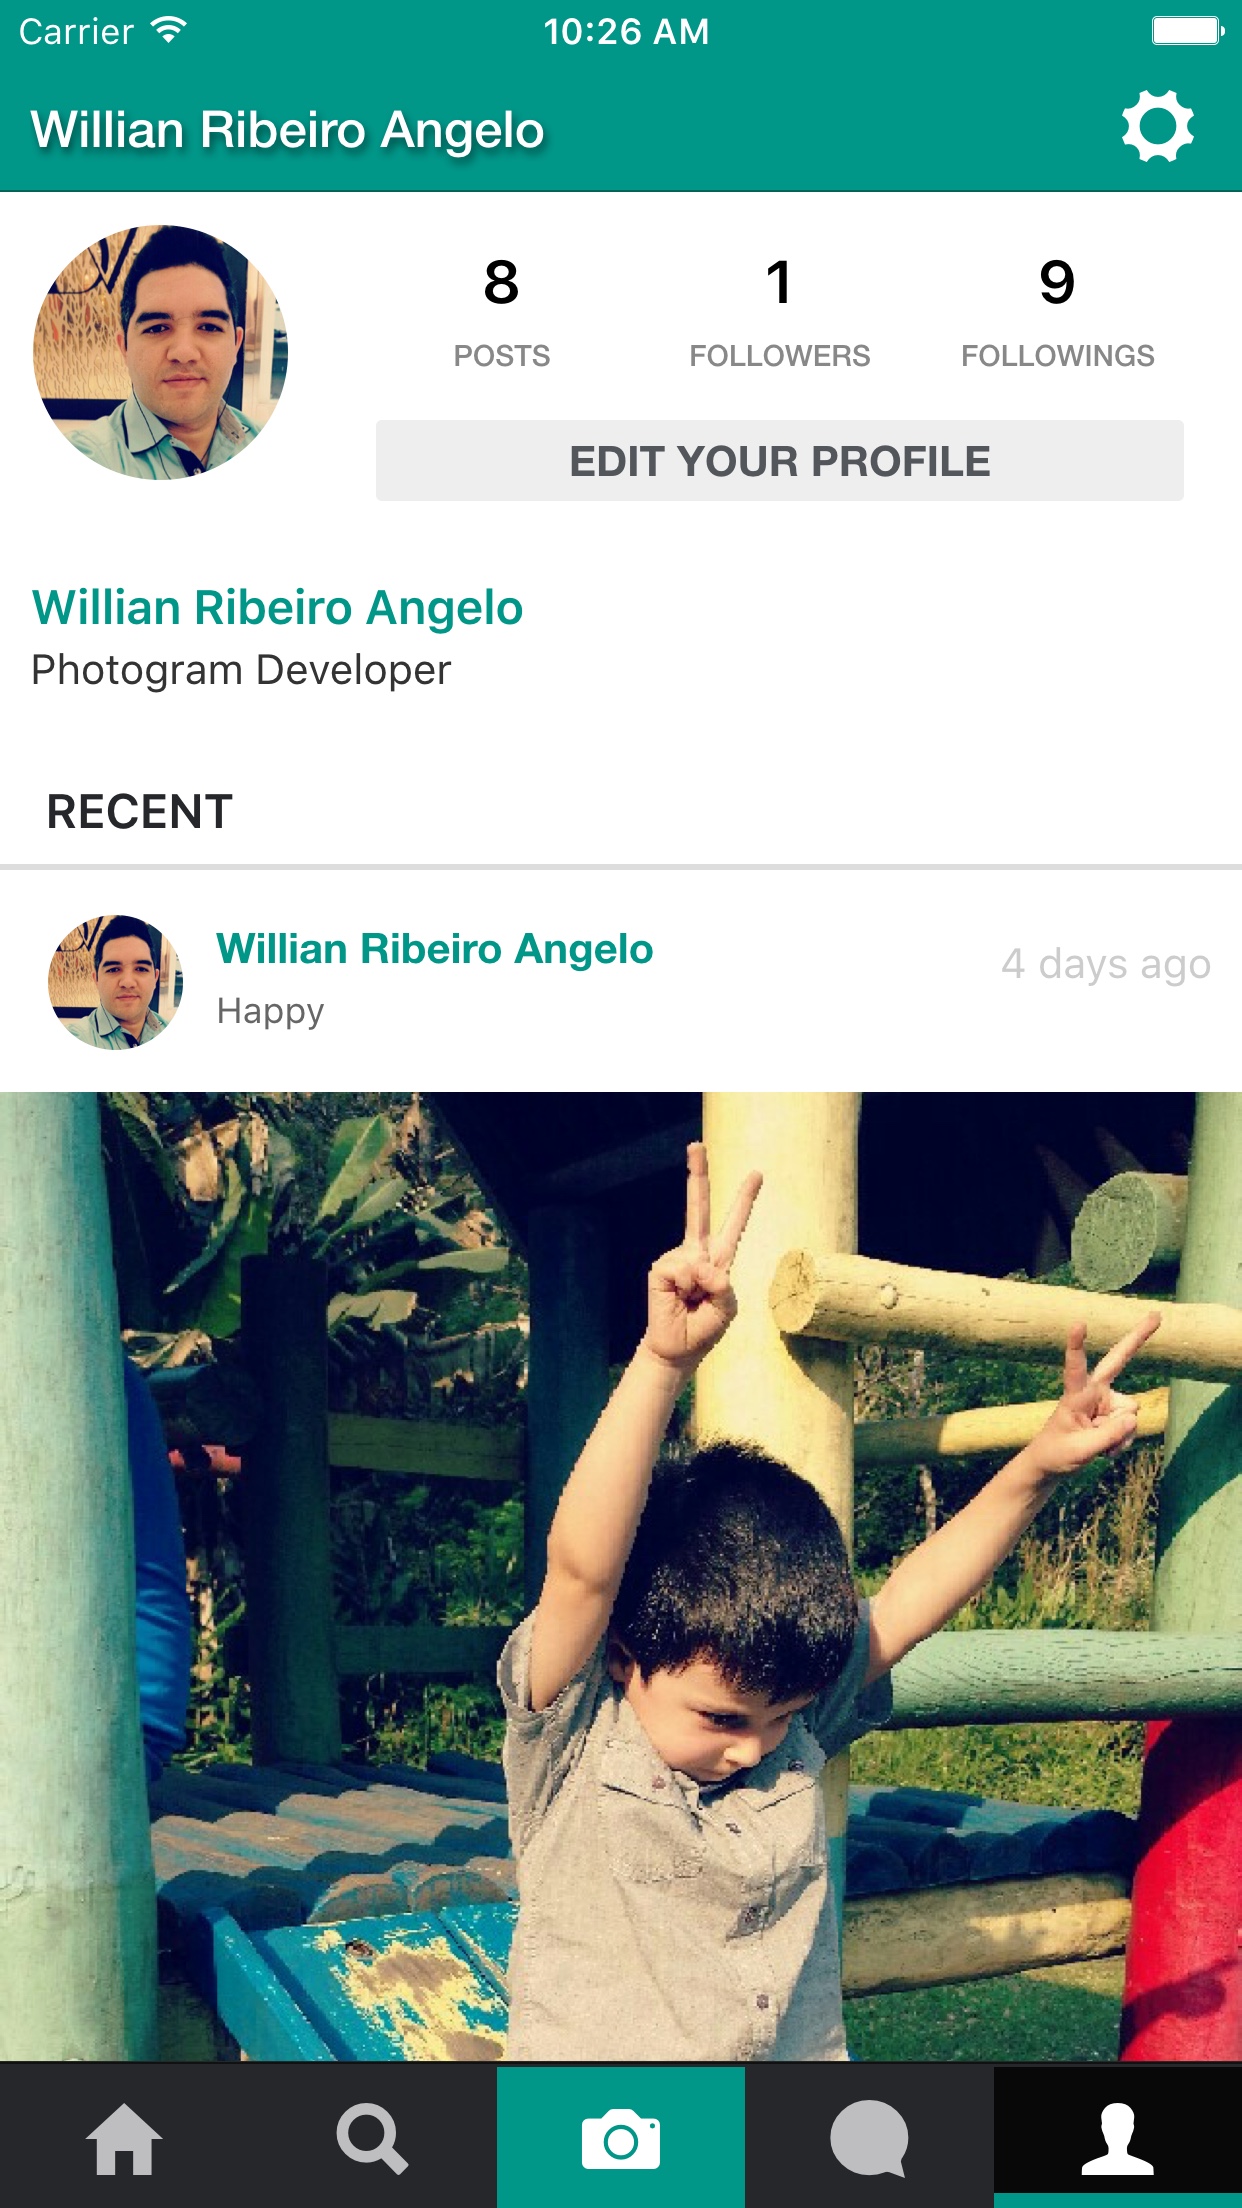 Carrier 10:26 AM
Willian Ribeiro Angelo
8 1 9
POSTS FOLLOWERS FOLLOWINGS
EDIT YOUR PROFILE
Willian Ribeiro Angelo
Photogram Developer
RECENT
Willian Ribeiro Angelo 4 days ago
Happy